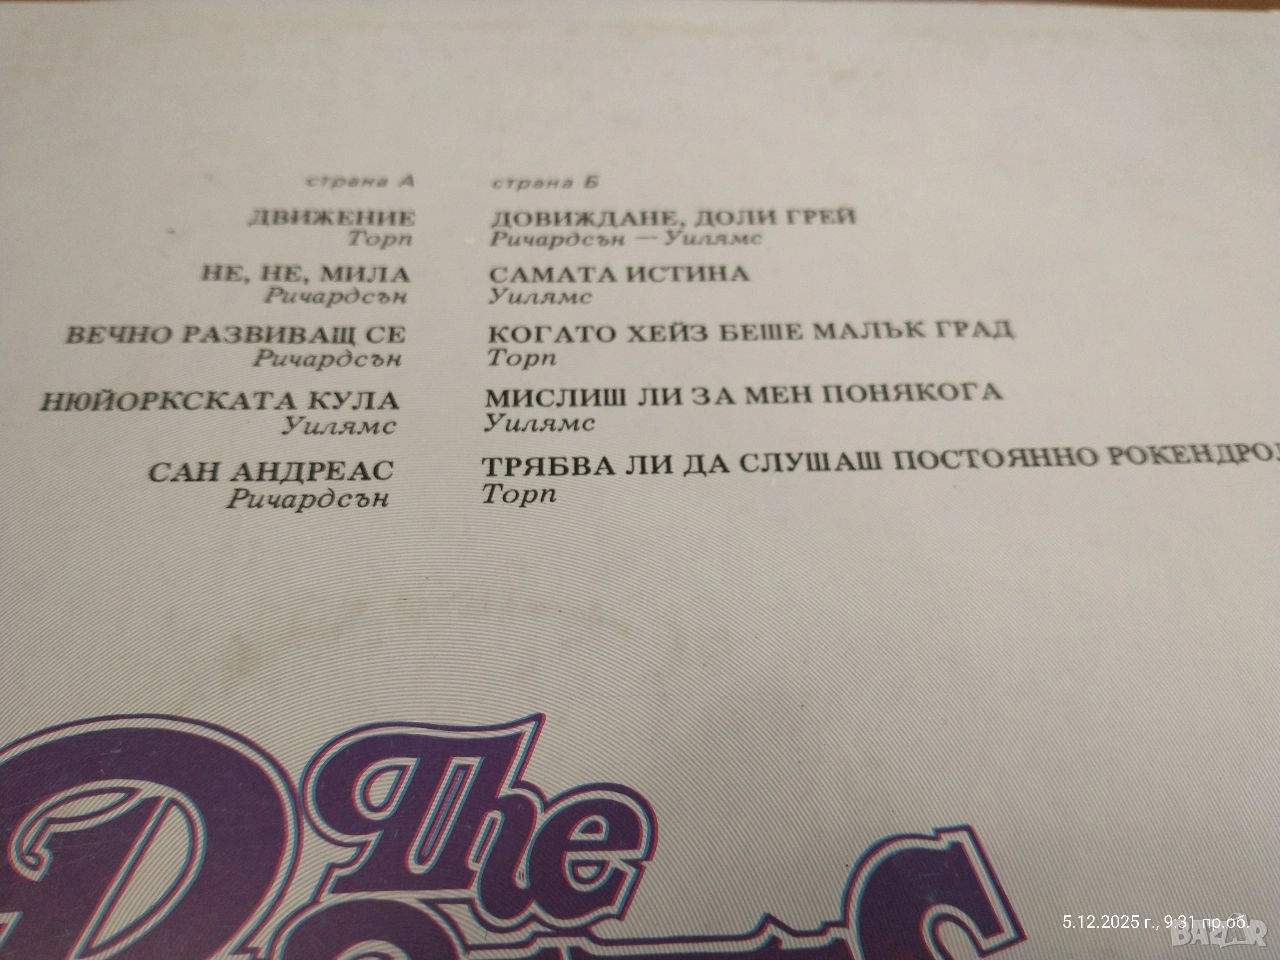 страна А
ДВИЖЕНИЕ
Торп
НЕ, НЕ, МИЛА
Ричардсън
ВЕЧНО РАЗВИВАЩ СЕ
Ричардсън
НЮЙОРКСКАТА КУЛА
Уилямс
САН АНДРЕАС
Ричардсън
страна Б
ДОВИЖДАНЕ, ДОЛИ ГРЕЙ
Ричардсън — Уилямс
САМАТА ИСТИНА
Уилямс
КОГАТО ХЕЙЗ БЕШЕ МАЛЪК ГРАД
Торп
МИСЛИШ ЛИ ЗА МЕН ПОНЯКОГА
Уилямс
ТРЯБВА ЛИ ДА СЛУШАШ ПОСТОЯННО
Торп
The
5.12.2025 г., 9:31 пр.об.
BAZAR